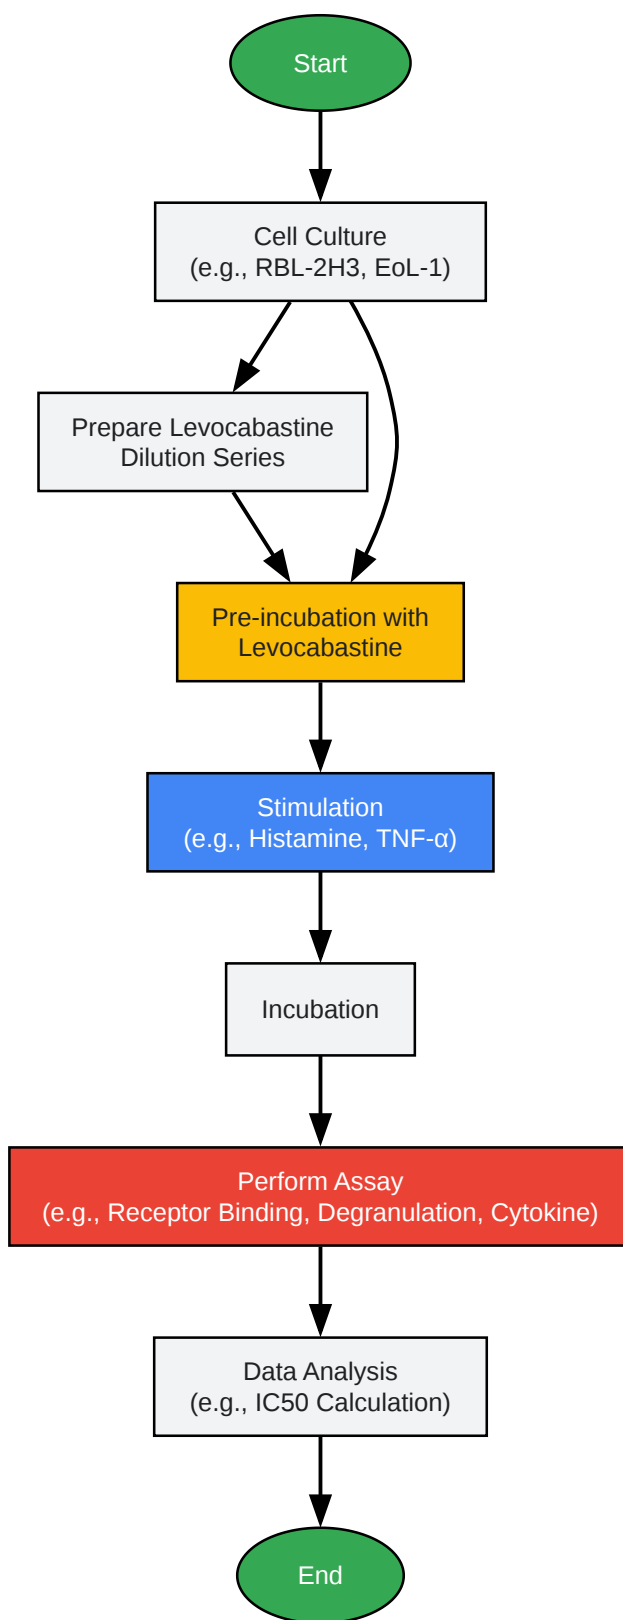 Start
Cell Culture
(e.g., RBL-2H3, EoL-1)
Prepare Levocabastine
Dilution Series
Pre-incubation with
Levocabastine
Stimulation
(e.g., Histamine, TNF-α)
Incubation
Perform Assay
(e.g., Receptor Binding, Degranulation, Cytokine)
Data Analysis
(e.g., IC50 Calculation)
End